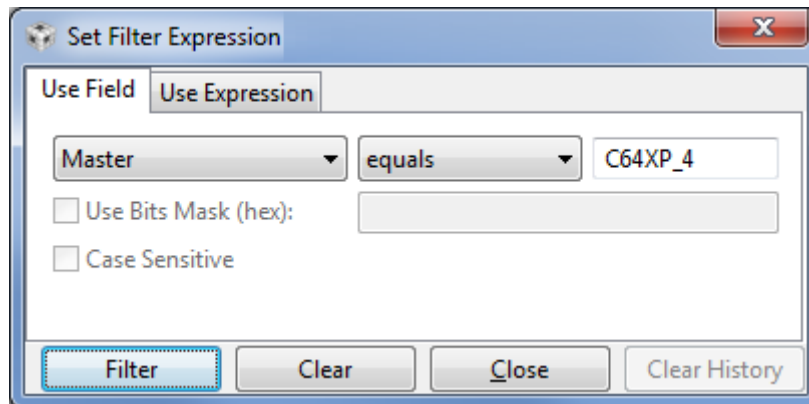 Set Filter Expression
Use Field Use Expression
Master equals C64XP_4
Use Bits Mask (hex):
Case Sensitive
Filter Clear Close Clear History